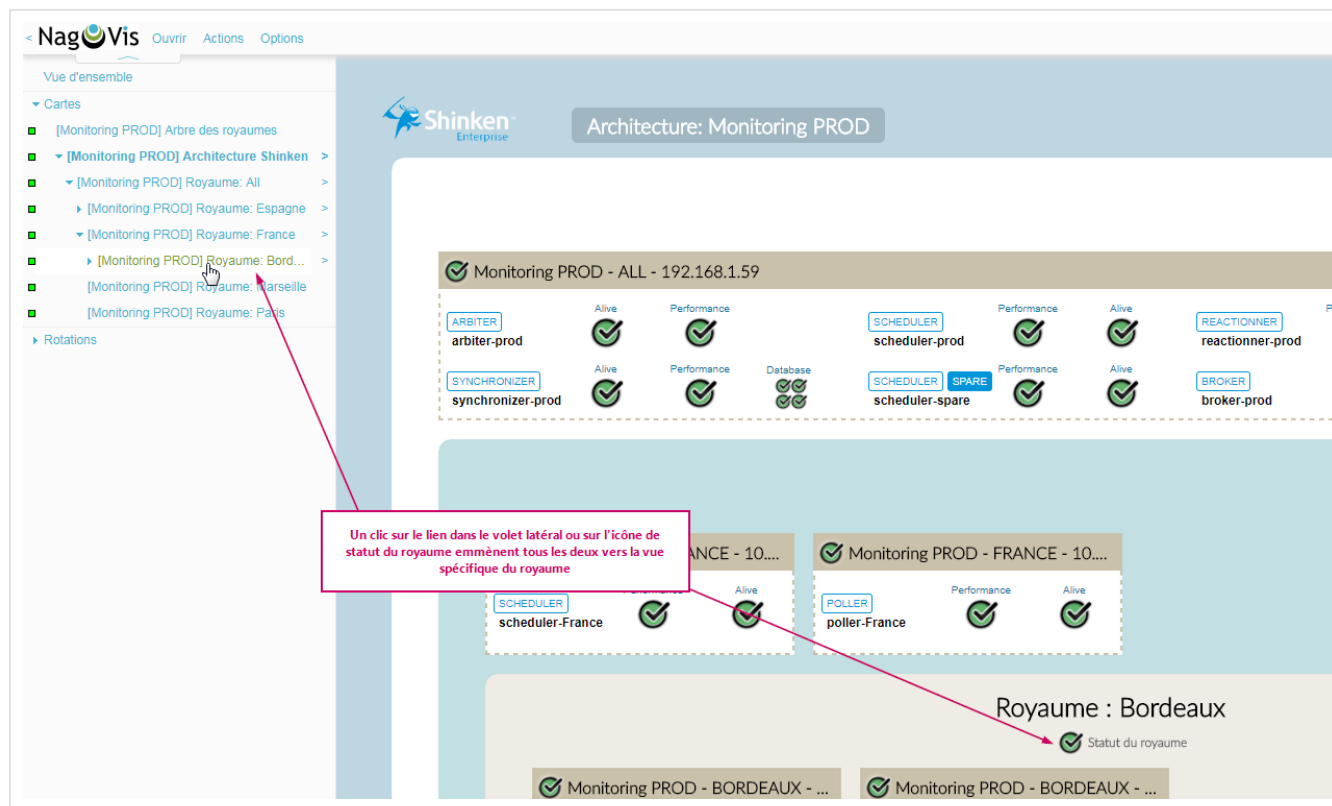 < NagVis Ouvrir Actions Options
Vue d'ensemble
Cartes
[Monitoring PROD] Arbre des royaumes
[Monitoring PROD] Architecture Shinken >
[Monitoring PROD] Royaume: All >
[Monitoring PROD] Royaume: Espagne >
[Monitoring PROD] Royaume: France >
[Monitoring PROD] Royaume: Bord... >
[Monitoring PROD] Royaume: Marseille
[Monitoring PROD] Royaume: Paris
Rotations
Shinken
Enterprise
Architecture: Monitoring PROD
Monitoring PROD - ALL - 192.168.1.59
Alive Performance Performance Alive P
ARBITER SCHEDULER REACTIONNER
arbiter-prod scheduler-prod reactionner-prod
Alive Performance Database Performance Alive
SYNCHRONIZER SCHEDULER SPARE BROKER
synchronizer-prod scheduler-spare broker-prod
Un clic sur le lien dans le volet latéral ou sur l'icône de
statut du royaume emmènent tous les deux vers la vue
spécifique du royaume
ANCE - 10.... Monitoring PROD - FRANCE - 10....
Alive Performance Alive
SCHEDULER POLLER
scheduler-France poller-France
Royaume : Bordeaux
Statut du royaume
Monitoring PROD - BORDEAUX - ... Monitoring PROD - BORDEAUX - ...